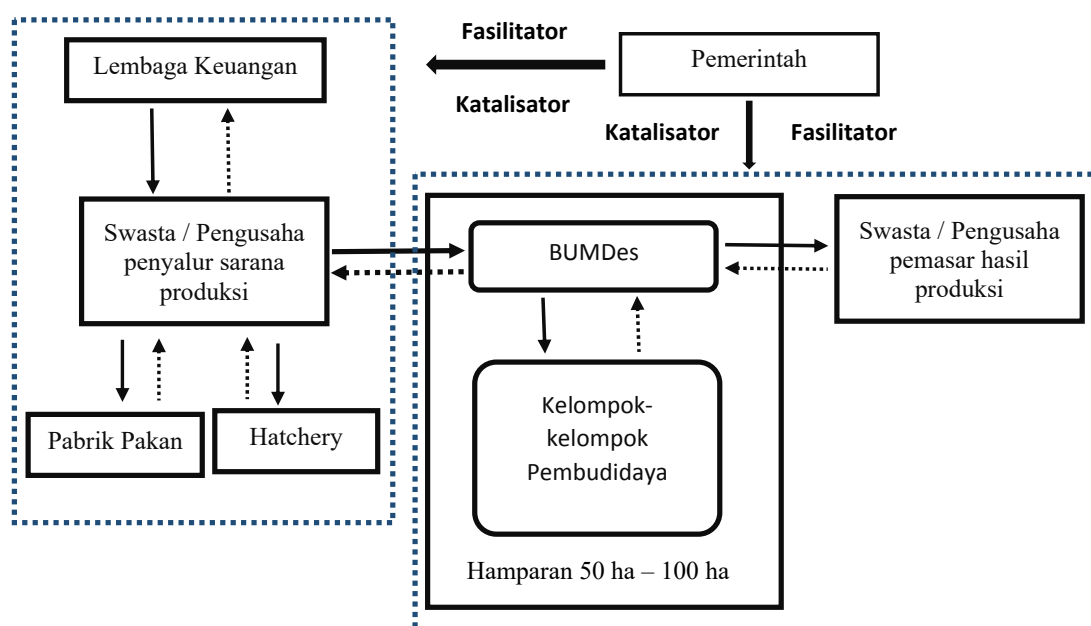 Lembaga Keuangan
Fasilitator
Katalisator
Pemerintah
Katalisator
Fasilitator
Swasta / Pengusaha
penyalur sarana
produksi
BUMDes
Swasta / Pengusaha
pemasar hasil
produksi
Pabrik Pakan
Hatchery
Kelompok-
kelompok
Pembudidaya
Hamparan 50 ha – 100 ha